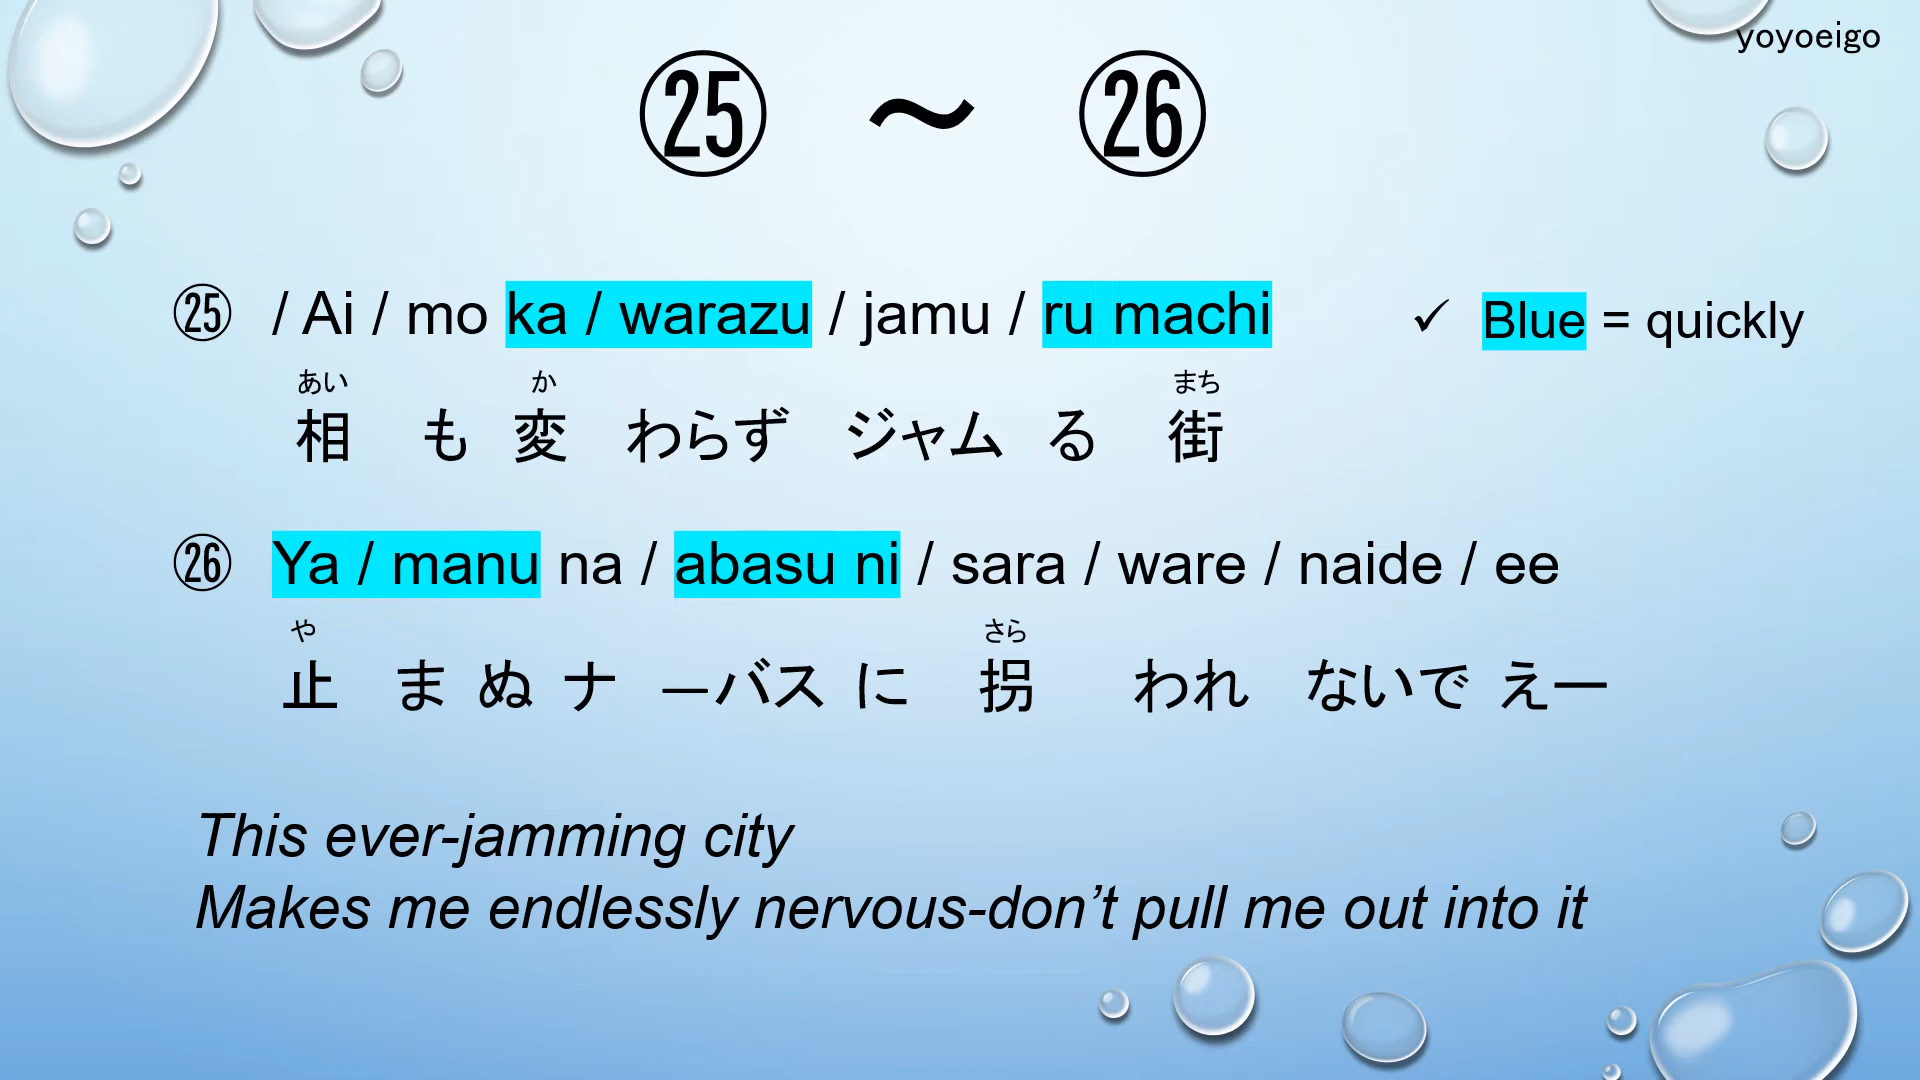 yoyoeigo
㉕ ～ ㉖
㉕ / Ai / mo ka / warazu / jamu / ru machi
✓ Blue = quickly
あい か まち
相 も 変 わらず ジャム る 街
㉖ Ya / manu na / abasu ni / sara / ware / naide / ee
や さら
止 ま ぬ ナ ーバス に 拐 われ ないで えー
This ever-jamming city
Makes me endlessly nervous-don’t pull me out into it